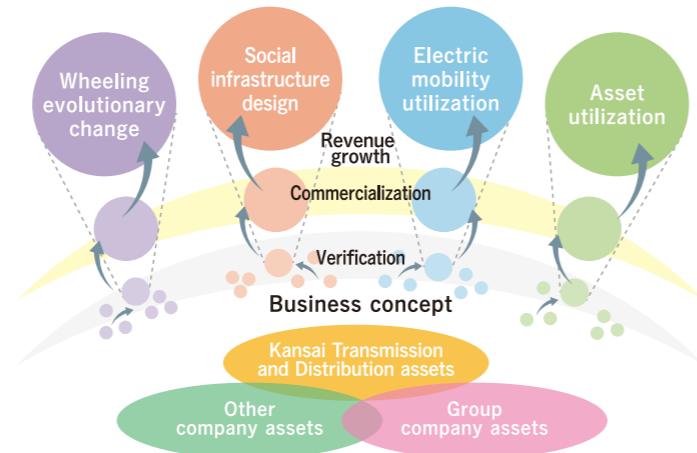 Wheeling
evolutionary
change
Social
infrastructure
design
Electric
mobility
utilization
Asset
utilization
Revenue
growth
Commercialization
Verification
Business concept
Kansai Transmission
and Distribution assets
Other
company assets
Group
company assets